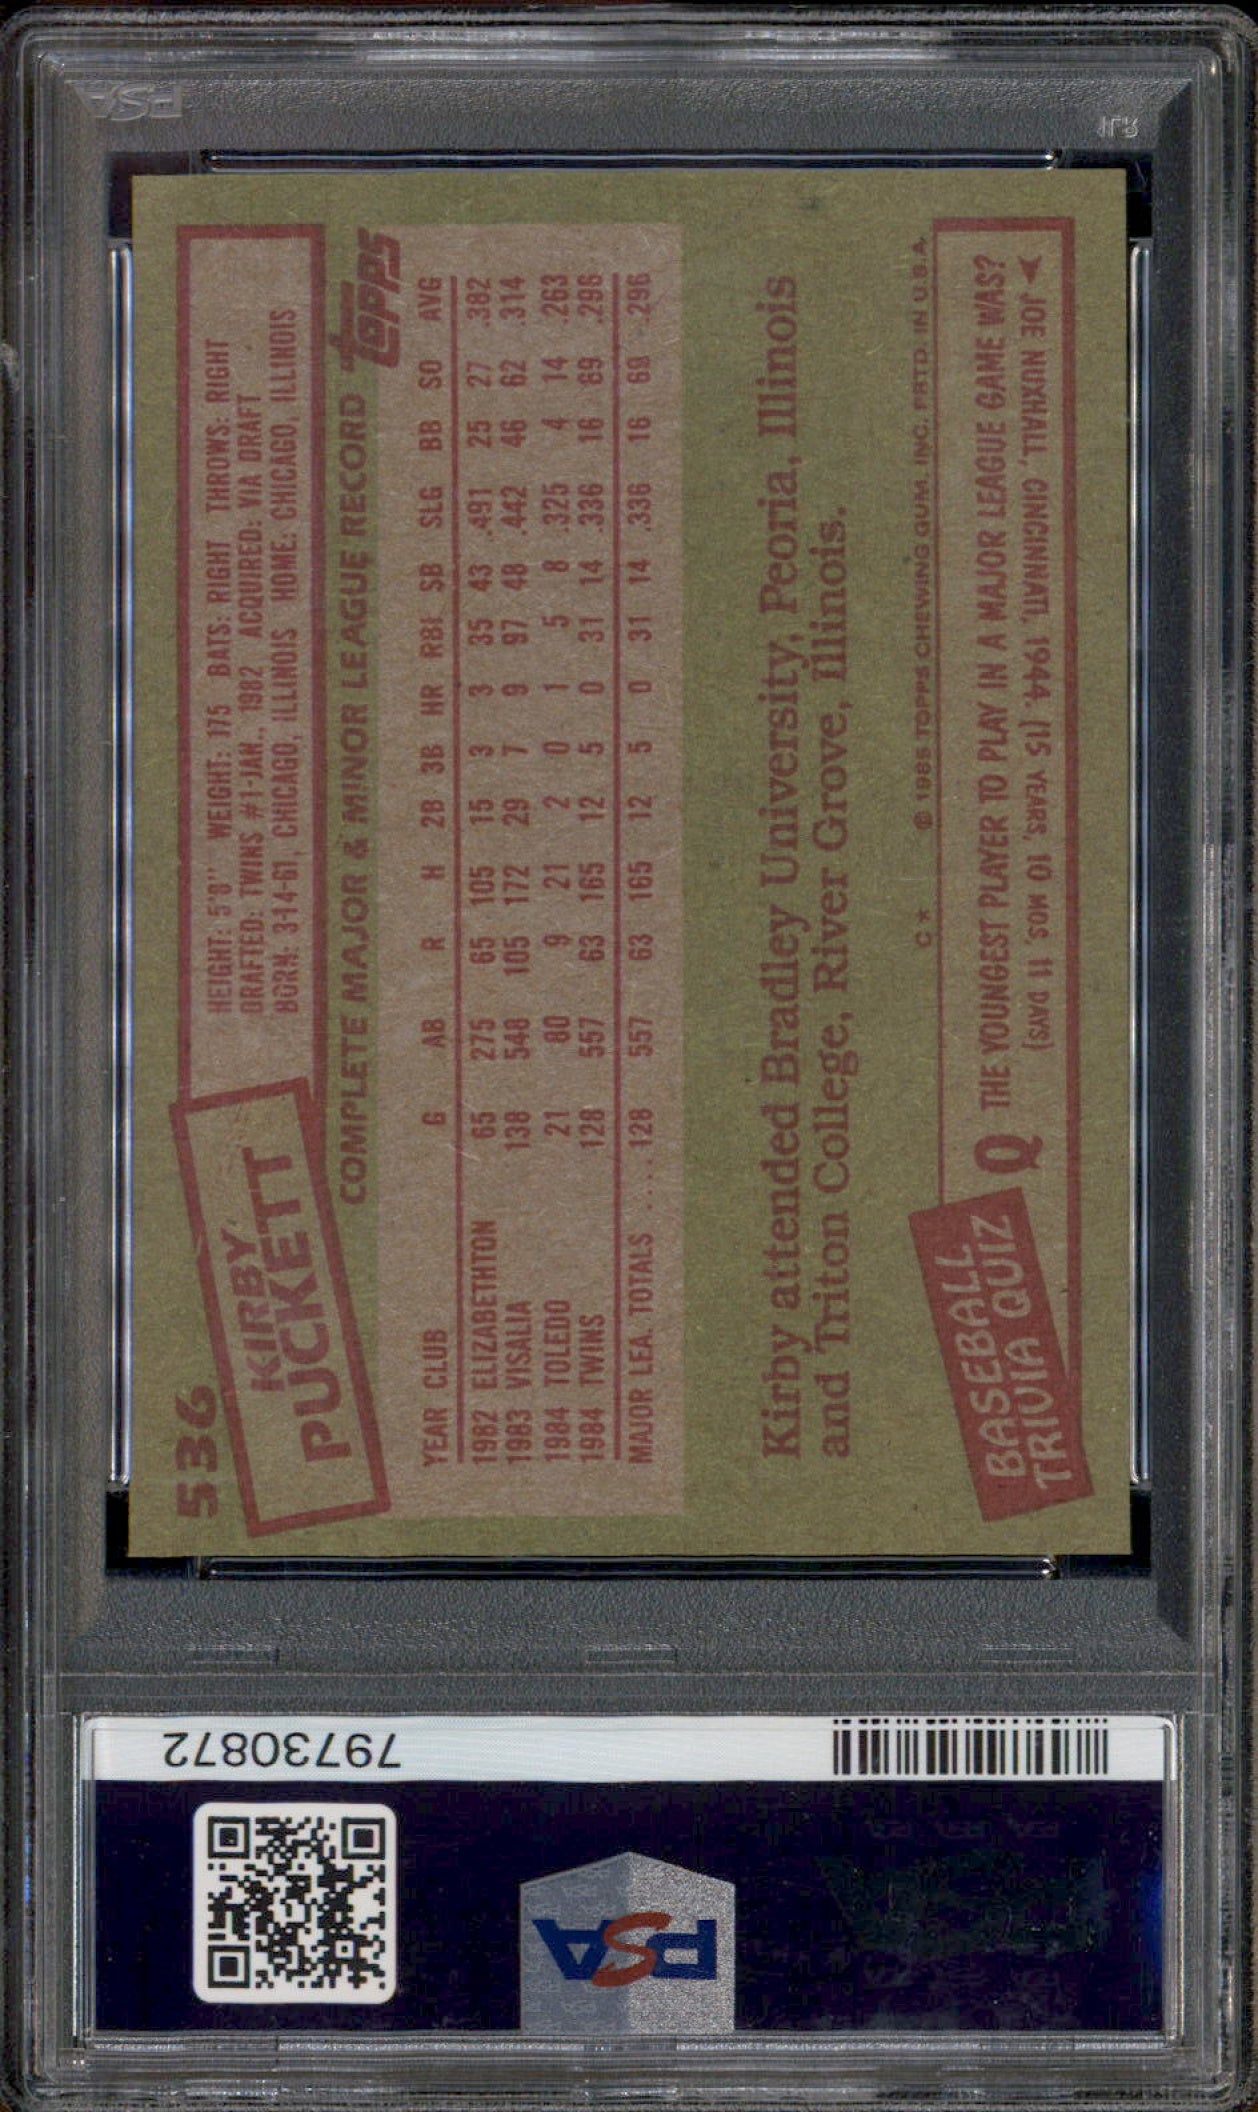 536
KIRBY
PUCKETT
HEIGHT: 5'8" WEIGHT: 175 BATS: RIGHT THROWS: RIGHT
DRAFTED: TWINS #1-JAN., 1982 ACQUIRED: VIA DRAFT
BORN: 3-14-61, CHICAGO, ILLINOIS HOME: CHICAGO, ILLINOIS
COMPLETE MAJOR & MINOR LEAGUE RECORD topps
YEAR CLUB G AB R H 2B 3B HR RBI SB SLG BB SO AVG
1982 ELIZABETHTON 65 275 65 105 15 3 3 35 43 .491 25 27 .382
1983 VISALIA 138 548 105 172 29 7 9 97 48 .442 46 62 .314
1984 TOLEDO 21 80 9 21 2 0 1 5 8 .325 4 14 .263
1984 TWINS 128 557 63 165 12 5 0 31 14 .336 16 69 .296
MAJOR LEA. TOTALS .... 128 557 63 165 12 5 0 31 14 .336 16 69 .296
Kirby attended Bradley University, Peoria, Illinois
and Triton College, River Grove, Illinois.
C* © 1985 TOPPS CHEWING GUM, INC. PRTD. IN U.S.A.
BASEBALL
TRIVIA QUIZ
Q THE YOUNGEST PLAYER TO PLAY IN A MAJOR LEAGUE GAME WAS?
JOE NUXHALL, CINCINNATI, 1944. (15 YEARS, 10 MOS. 11 DAYS)
79730872
PSA
PSA